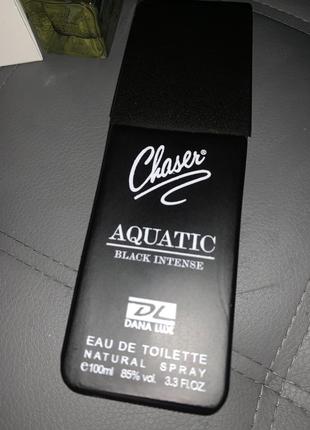 Chaser®
AQUATIC
BLACK INTENSE
DL
DANA LUX
EAU DE TOILETTE
NATURAL SPRAY
℮100ml 85% vol. 3.3 Fl.OZ.